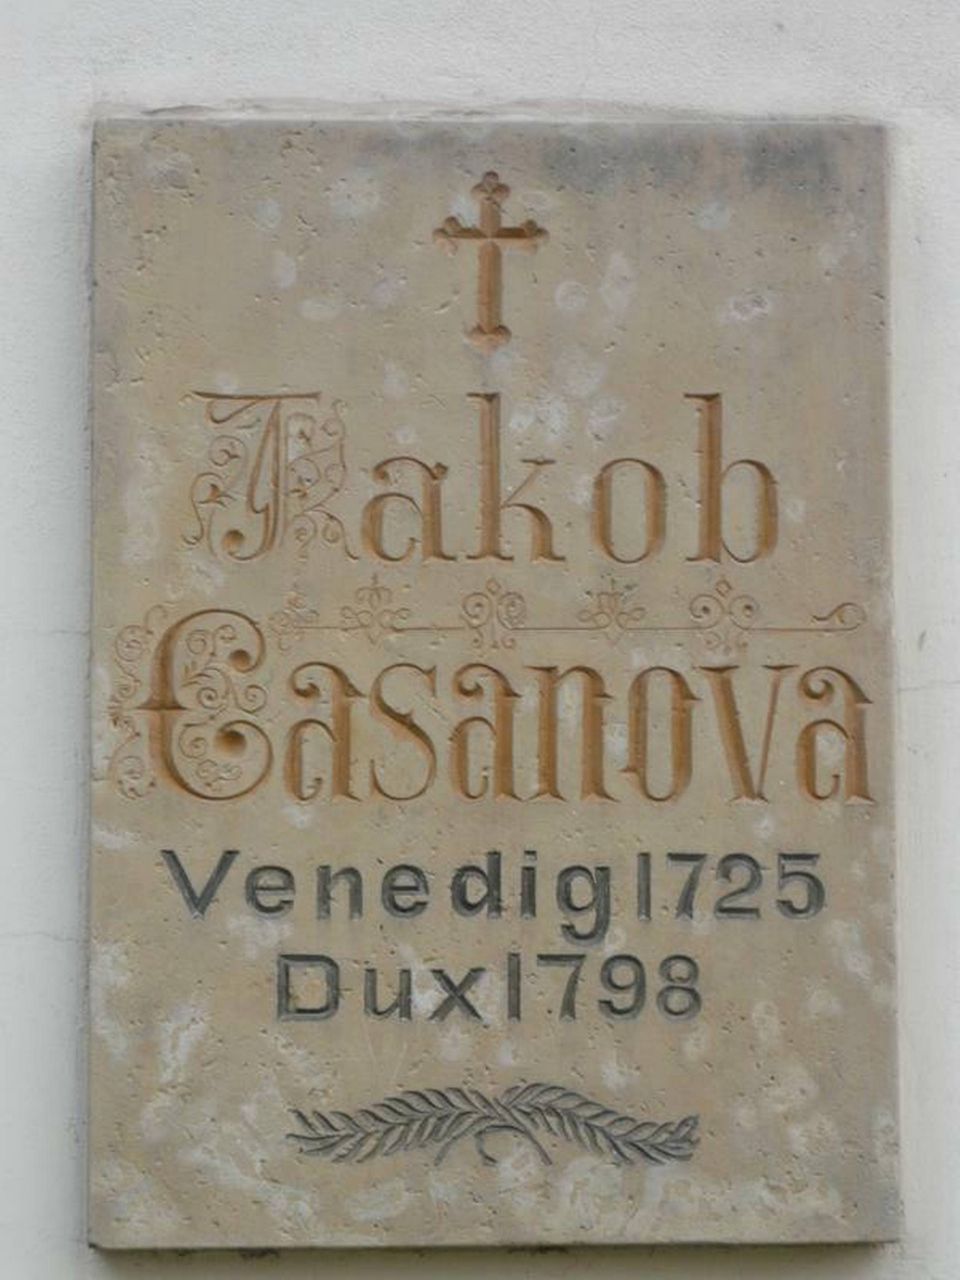 Jakob
Casanova
Venedig 1725
Dux 1798